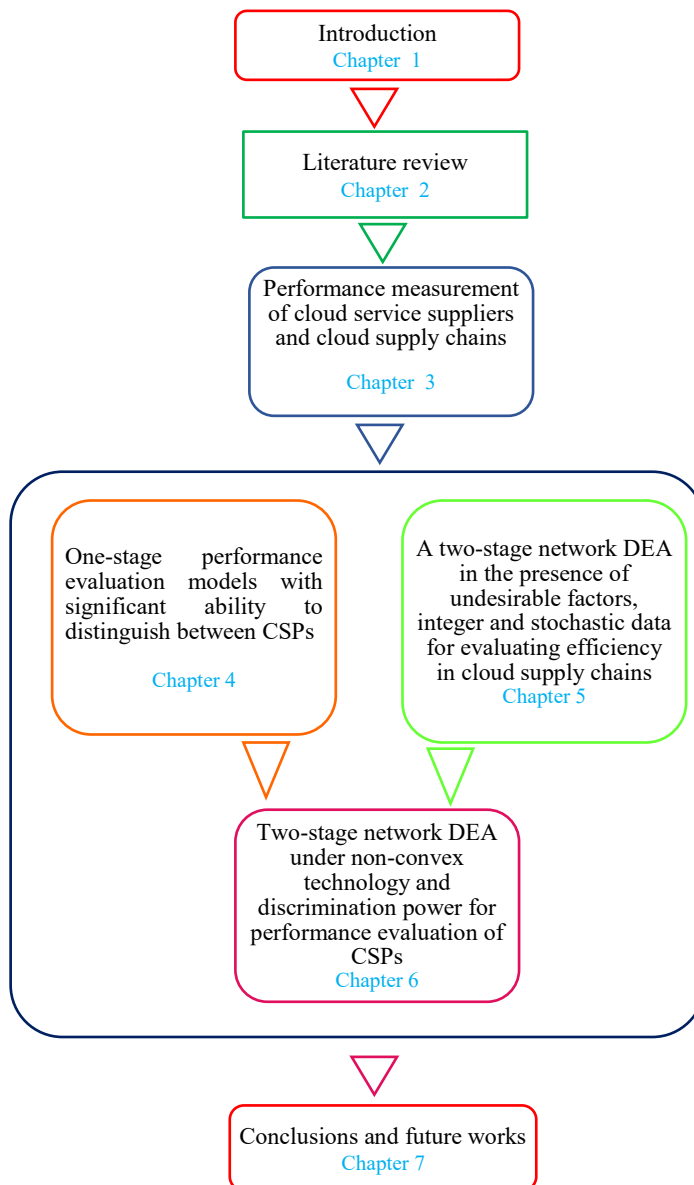 Introduction
Chapter 1
Literature review
Chapter 2
Performance measurement
of cloud service suppliers
and cloud supply chains
Chapter 3
One-stage performance
evaluation models with
significant ability to
distinguish between CSPs
Chapter 4
A two-stage network DEA
in the presence of
undesirable factors,
integer and stochastic data
for evaluating efficiency
in cloud supply chains
Chapter 5
Two-stage network DEA
under non-convex
technology and
discrimination power for
performance evaluation of
CSPs
Chapter 6
Conclusions and future works
Chapter 7